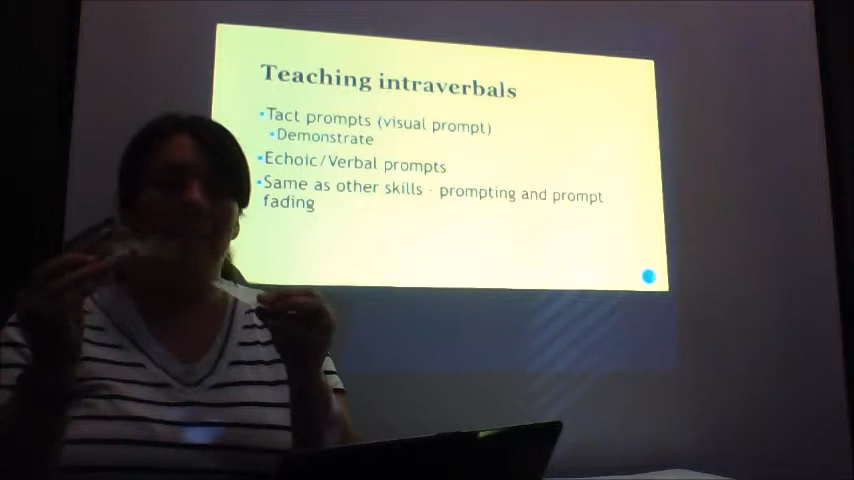 Teaching intraverbals
Tact prompts (visual prompt)
Demonstrate
Echoic/Verbal prompts
Same as other skills - prompting and prompt
fading